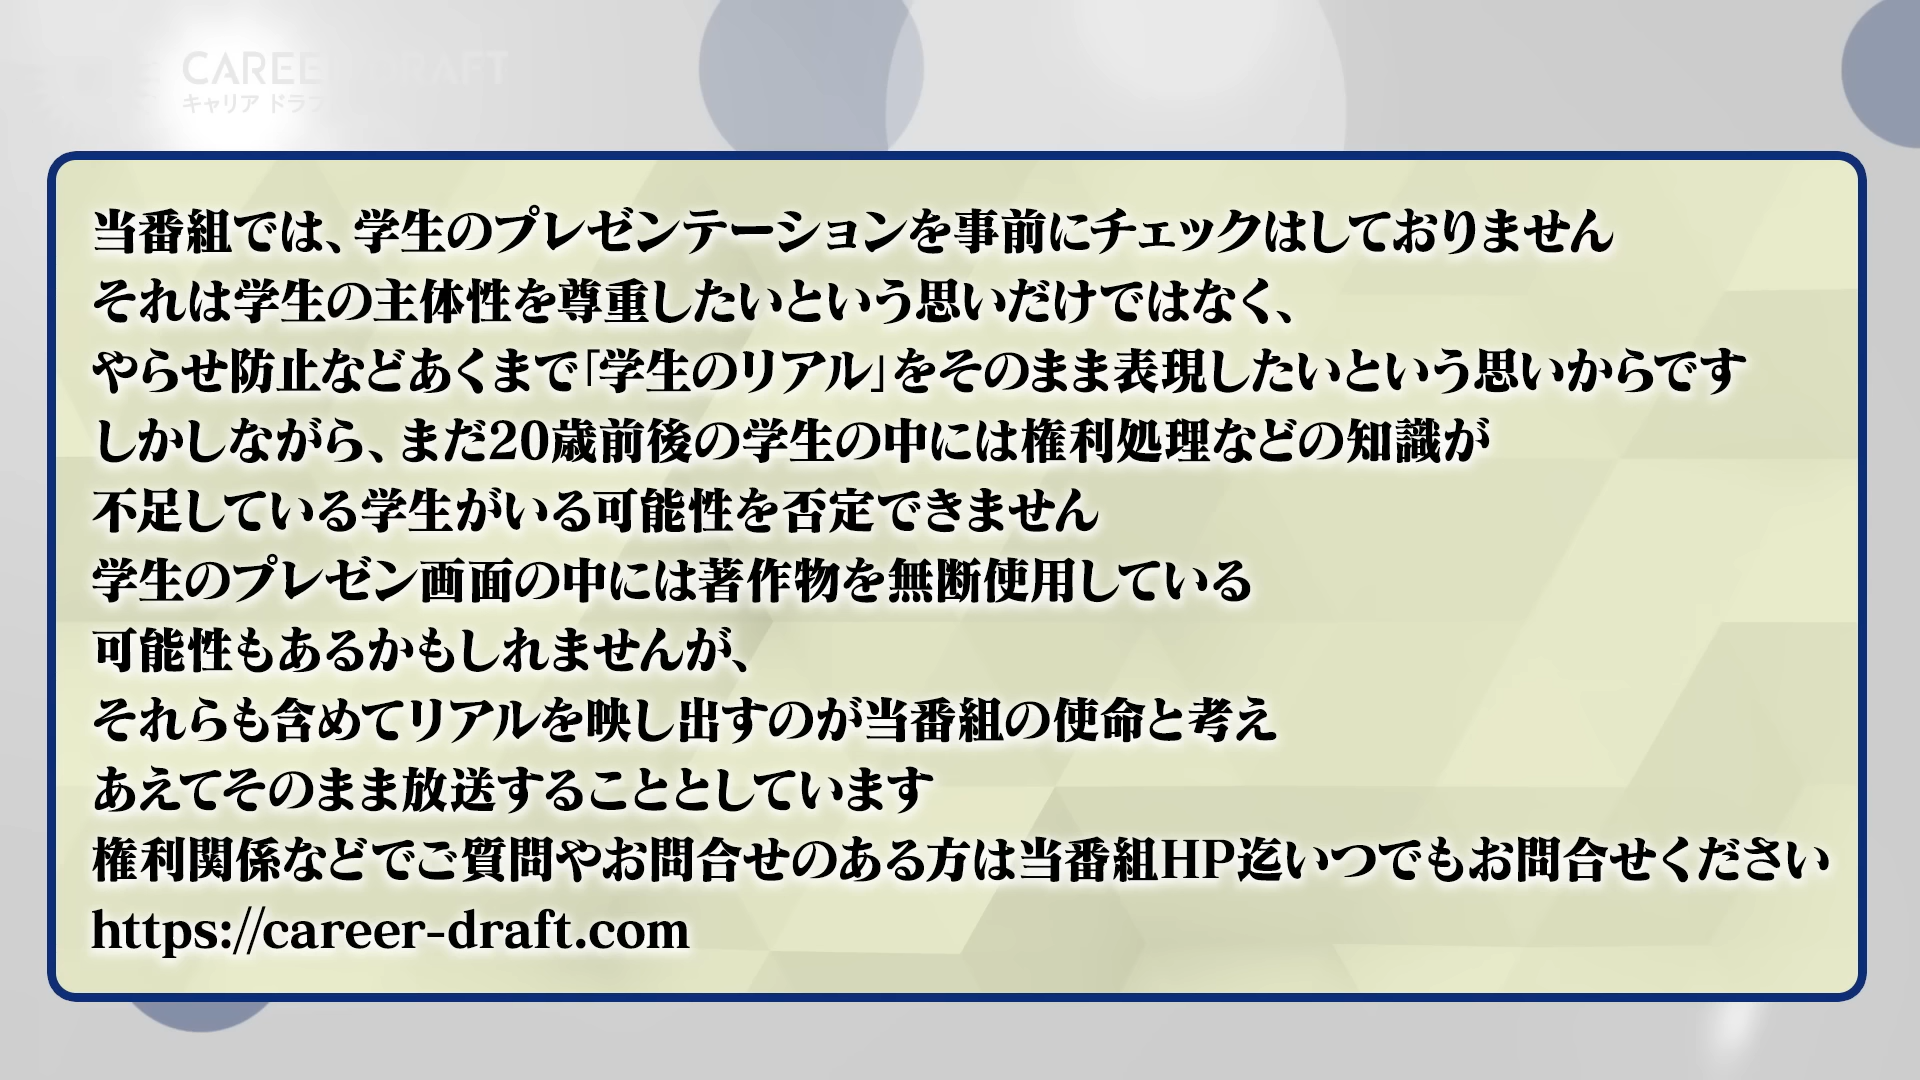 CAREER DRAFT
キャリア ドラフ
当番組では、学生のプレゼンテーションを事前にチェックはしておりません
それは学生の主体性を尊重したいという思いだけではなく、
やらせ防止などあくまで「学生のリアル」をそのまま表現したいという思いからです
しかしながら、まだ20歳前後の学生の中には権利処理などの知識が
不足している学生がいる可能性を否定できません
学生のプレゼン画面の中には著作物を無断使用している
可能性もあるかもしれませんが、
それらも含めてリアルを映し出すのが当番組の使命と考え
あえてそのまま放送することとしています
権利関係などでご質問やお問合せのある方は当番組HP迄いつでもお問合せください
https://career-draft.com